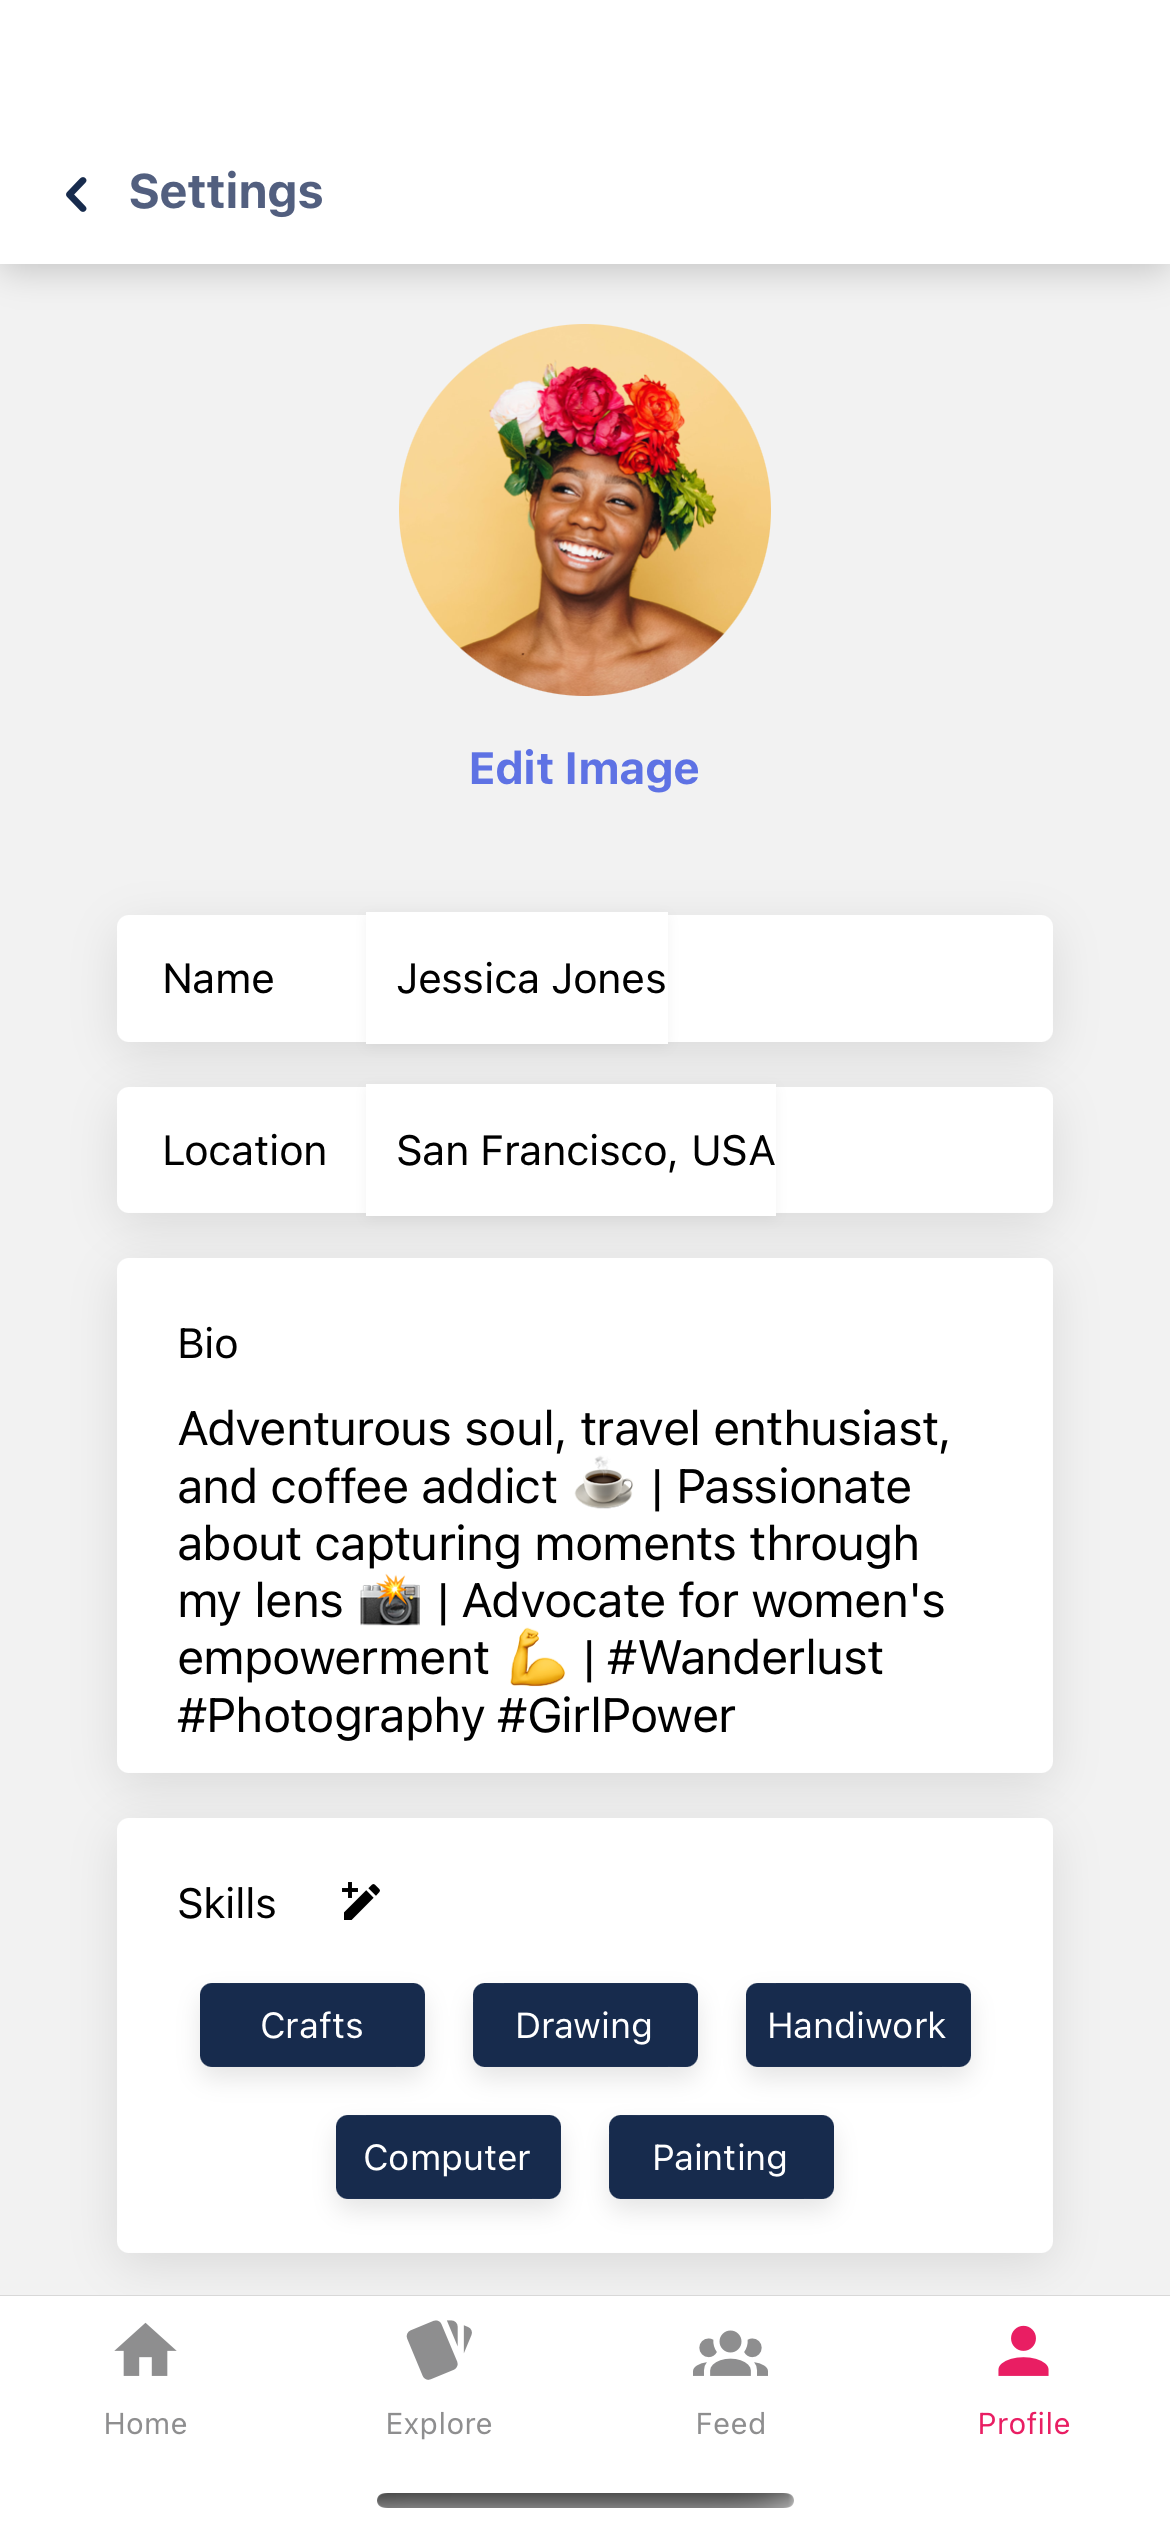 Settings
Edit Image
Name Jessica Jones
Location San Francisco, USA
Bio
Adventurous soul, travel enthusiast,
and coffee addict ☕ | Passionate
about capturing moments through
my lens 📸 | Advocate for women's
empowerment 💪 | #Wanderlust
#Photography #GirlPower
Skills
Crafts Drawing Handiwork
Computer Painting
Home Explore Feed Profile